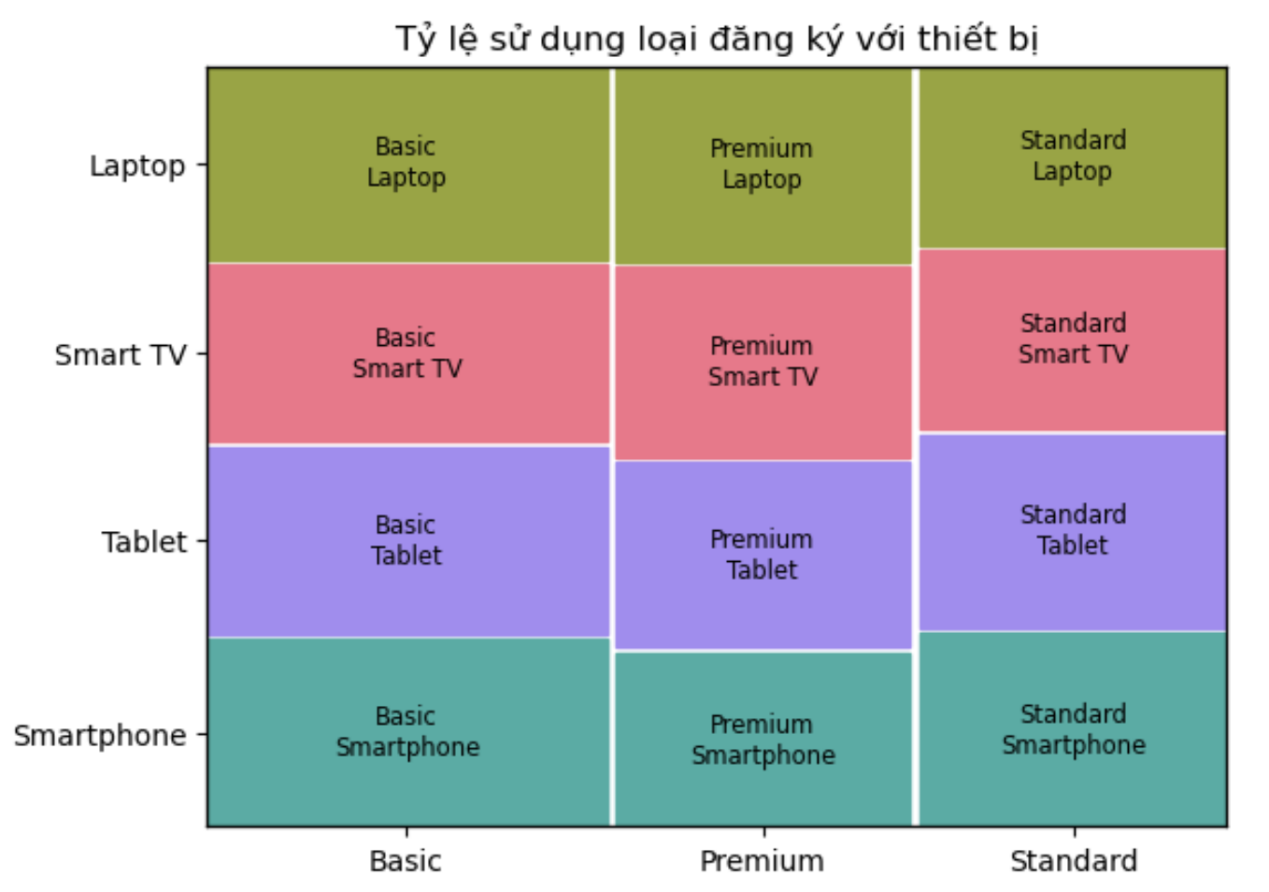 Tỷ lệ sử dụng loại đăng ký với thiết bị
Laptop
Smart TV
Tablet
Smartphone
Basic
Laptop
Premium
Laptop
Standard
Laptop
Basic
Smart TV
Premium
Smart TV
Standard
Smart TV
Basic
Tablet
Premium
Tablet
Standard
Tablet
Basic
Smartphone
Premium
Smartphone
Standard
Smartphone
Basic
Premium
Standard